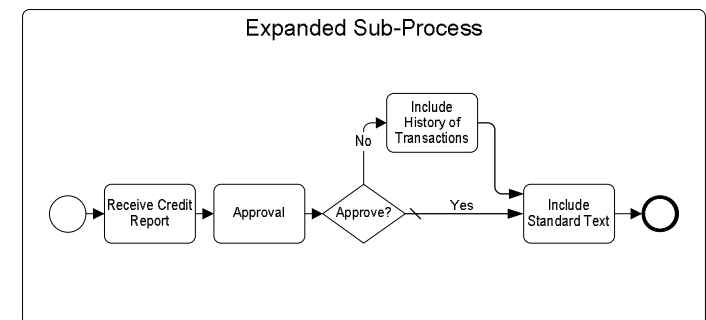 Expanded Sub-Process
Include
History of
Transactions
No
Receive Credit
Report
Approval
Approve?
Yes
Include
Standard Text